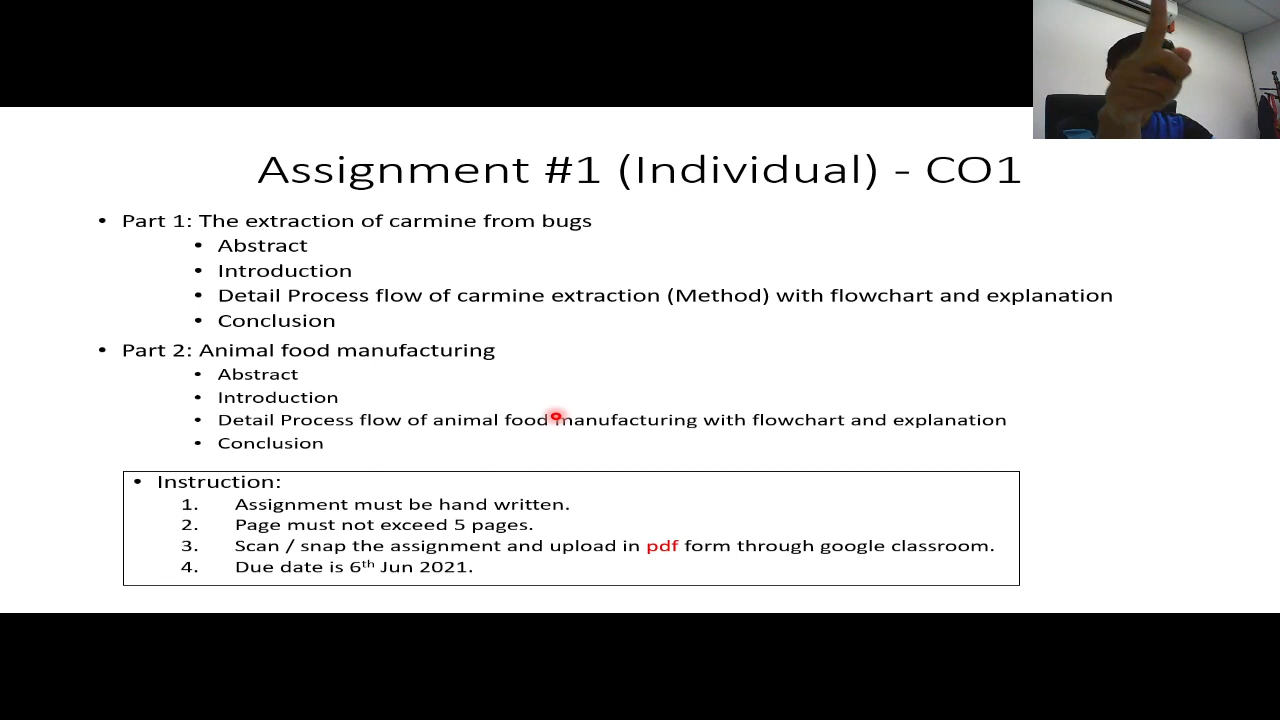 Assignment #1 (Individual) - CO1
• Part 1: The extraction of carmine from bugs
• Abstract
• Introduction
• Detail Process flow of carmine extraction (Method) with flowchart and explanation
• Conclusion
• Part 2: Animal food manufacturing
• Abstract
• Introduction
• Detail Process flow of animal food manufacturing with flowchart and explanation
• Conclusion
• Instruction:
1. Assignment must be hand written.
2. Page must not exceed 5 pages.
3. Scan / snap the assignment and upload in pdf form through google classroom.
4. Due date is 6th Jun 2021.